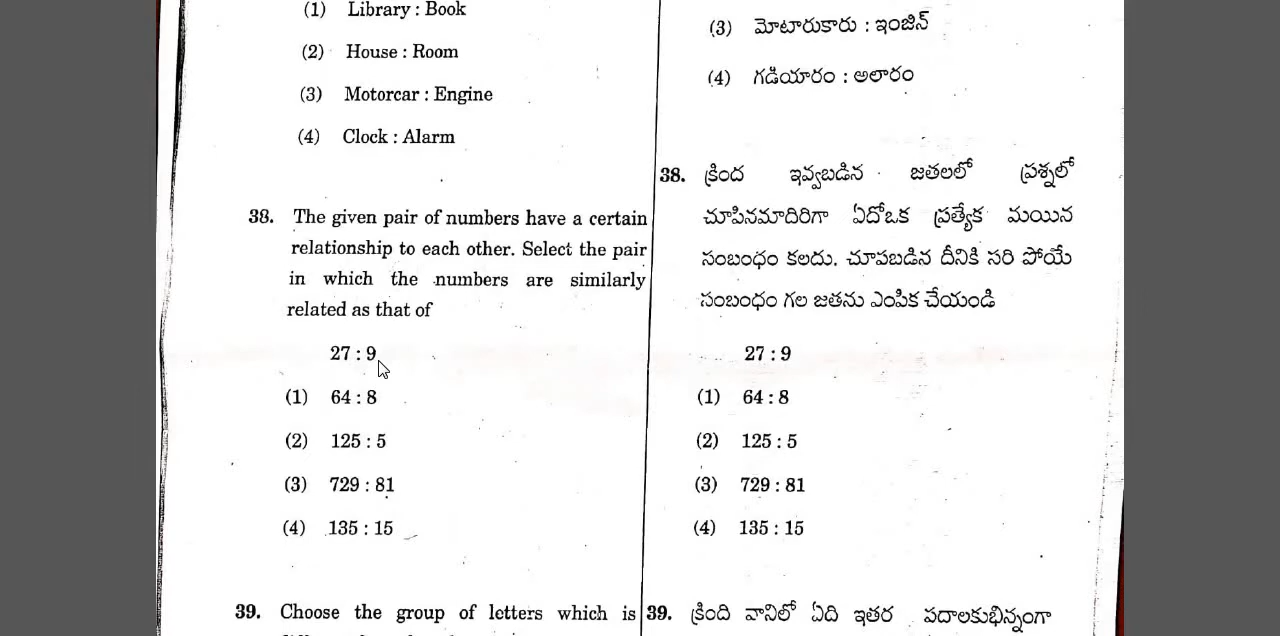 (1) Library : Book
(2) House : Room
(3) Motorcar : Engine
(4) Clock : Alarm
38. The given pair of numbers have a certain
relationship to each other. Select the pair
in which the numbers are similarly
related as that of
27 : 9
(1) 64 : 8
(2) 125 : 5
(3) 729 : 81
(4) 135 : 15
39. Choose the group of letters which is
(3) మోటారుకారు : ఇంజిన్
(4) గడియారం : అలారం
38. క్రింద ఇవ్వబడిన జతలలో ప్రశ్నలో
చూపినమాదిరిగా ఏదోఒక ప్రత్యేక మయిన
సంబంధం కలదు. చూపబడిన దీనికి సరి పోయే
సంబంధం గల జతను ఎంపిక చేయండి
27 : 9
(1) 64 : 8
(2) 125 : 5
(3) 729 : 81
(4) 135 : 15
39. క్రింది వానిలో ఏది ఇతర పదాలకుభిన్నంగా